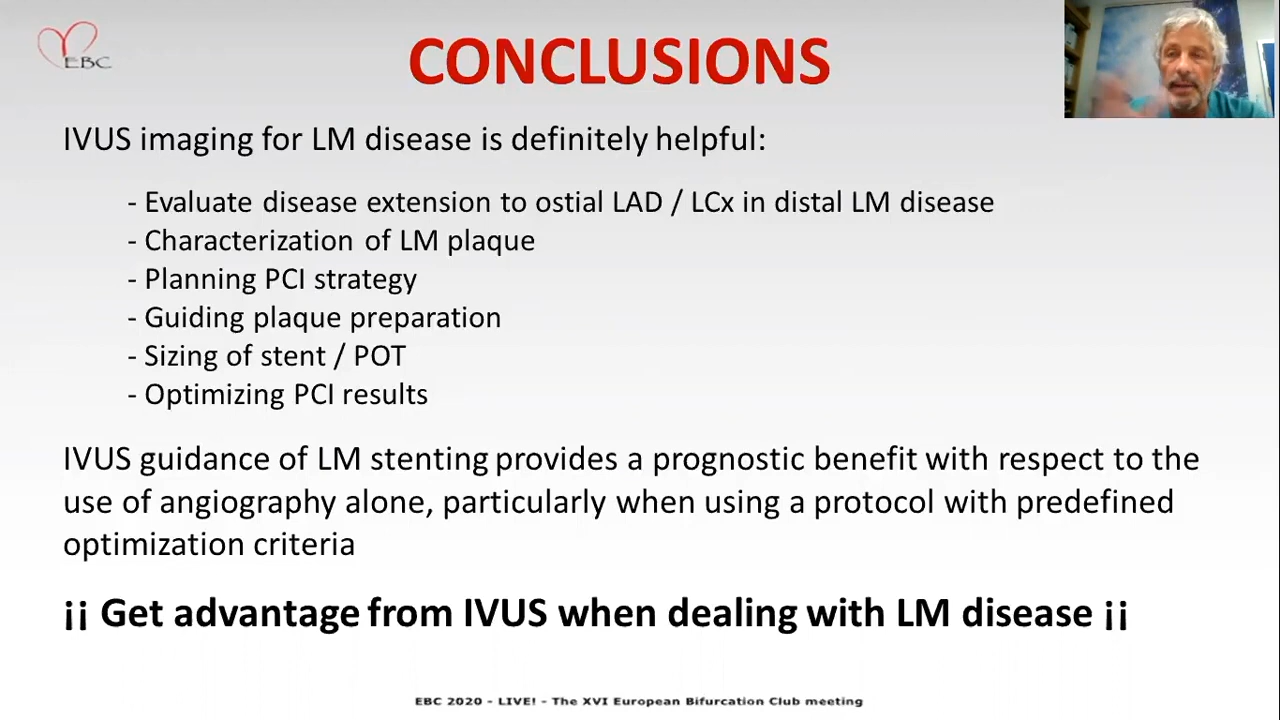 EBC
CONCLUSIONS
IVUS imaging for LM disease is definitely helpful:
- Evaluate disease extension to ostial LAD / LCx in distal LM disease
- Characterization of LM plaque
- Planning PCI strategy
- Guiding plaque preparation
- Sizing of stent / POT
- Optimizing PCI results
IVUS guidance of LM stenting provides a prognostic benefit with respect to the
use of angiography alone, particularly when using a protocol with predefined
optimization criteria
¡¡ Get advantage from IVUS when dealing with LM disease ¡¡
EBC 2020 - LIVE! - The XVI European Bifurcation Club meeting